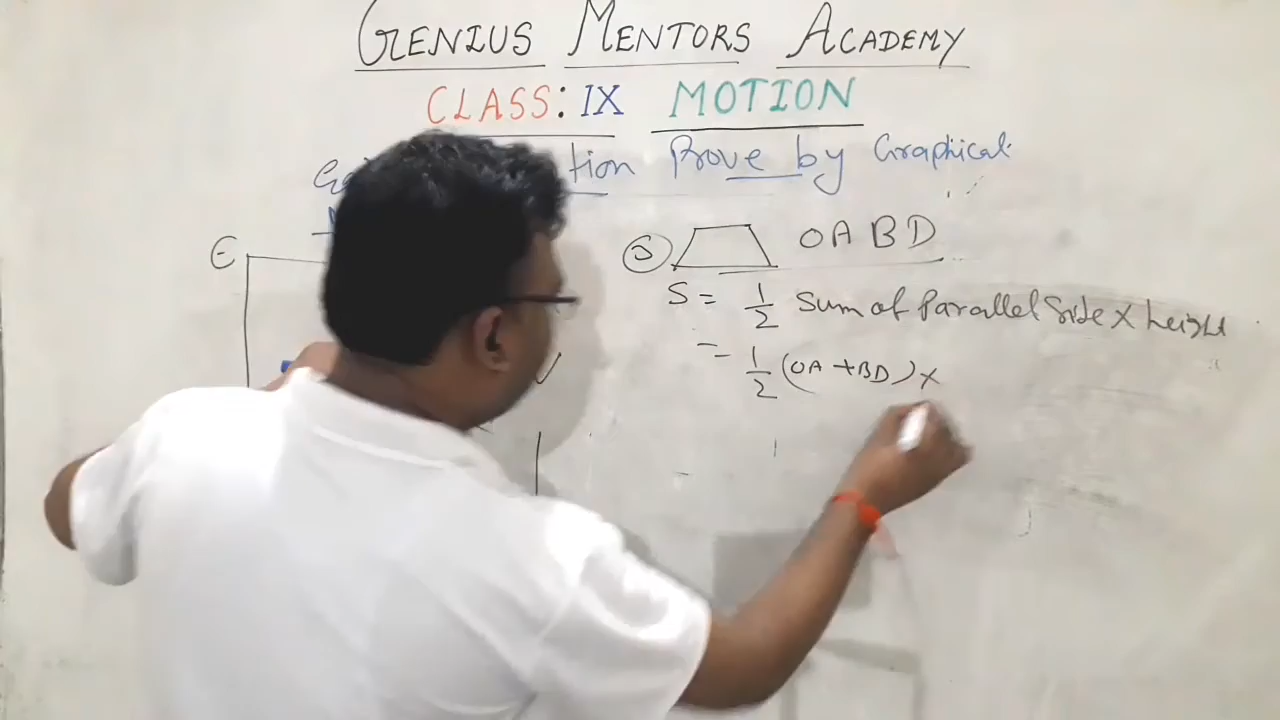 GENIUS MENTORS ACADEMY
CLASS: IX MOTION
tion Prove by Graphical
E
S OABD
S = 1/2 Sum of Parallel Side × height
= 1/2 (OA + BD) ×